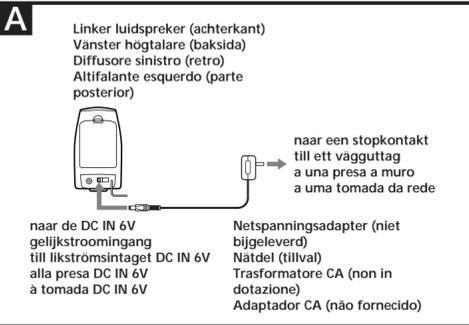 A
Linker luidspreker (achterkant)
Vänster högtalare (baksida)
Diffusore sinistro (retro)
Altifalante esquerdo (parte
posterior)
naar een stopkontakt
till ett vägguttag
a una presa a muro
a uma tomada da rede
naar de DC IN 6V
gelijkstroomingang
till likströmsintaget DC IN 6V
alla presa DC IN 6V
à tomada DC IN 6V
Netspanningsadapter (niet
bijgeleverd)
Nätdel (tillval)
Trasformatore CA (non in
dotazione)
Adaptador CA (não fornecido)